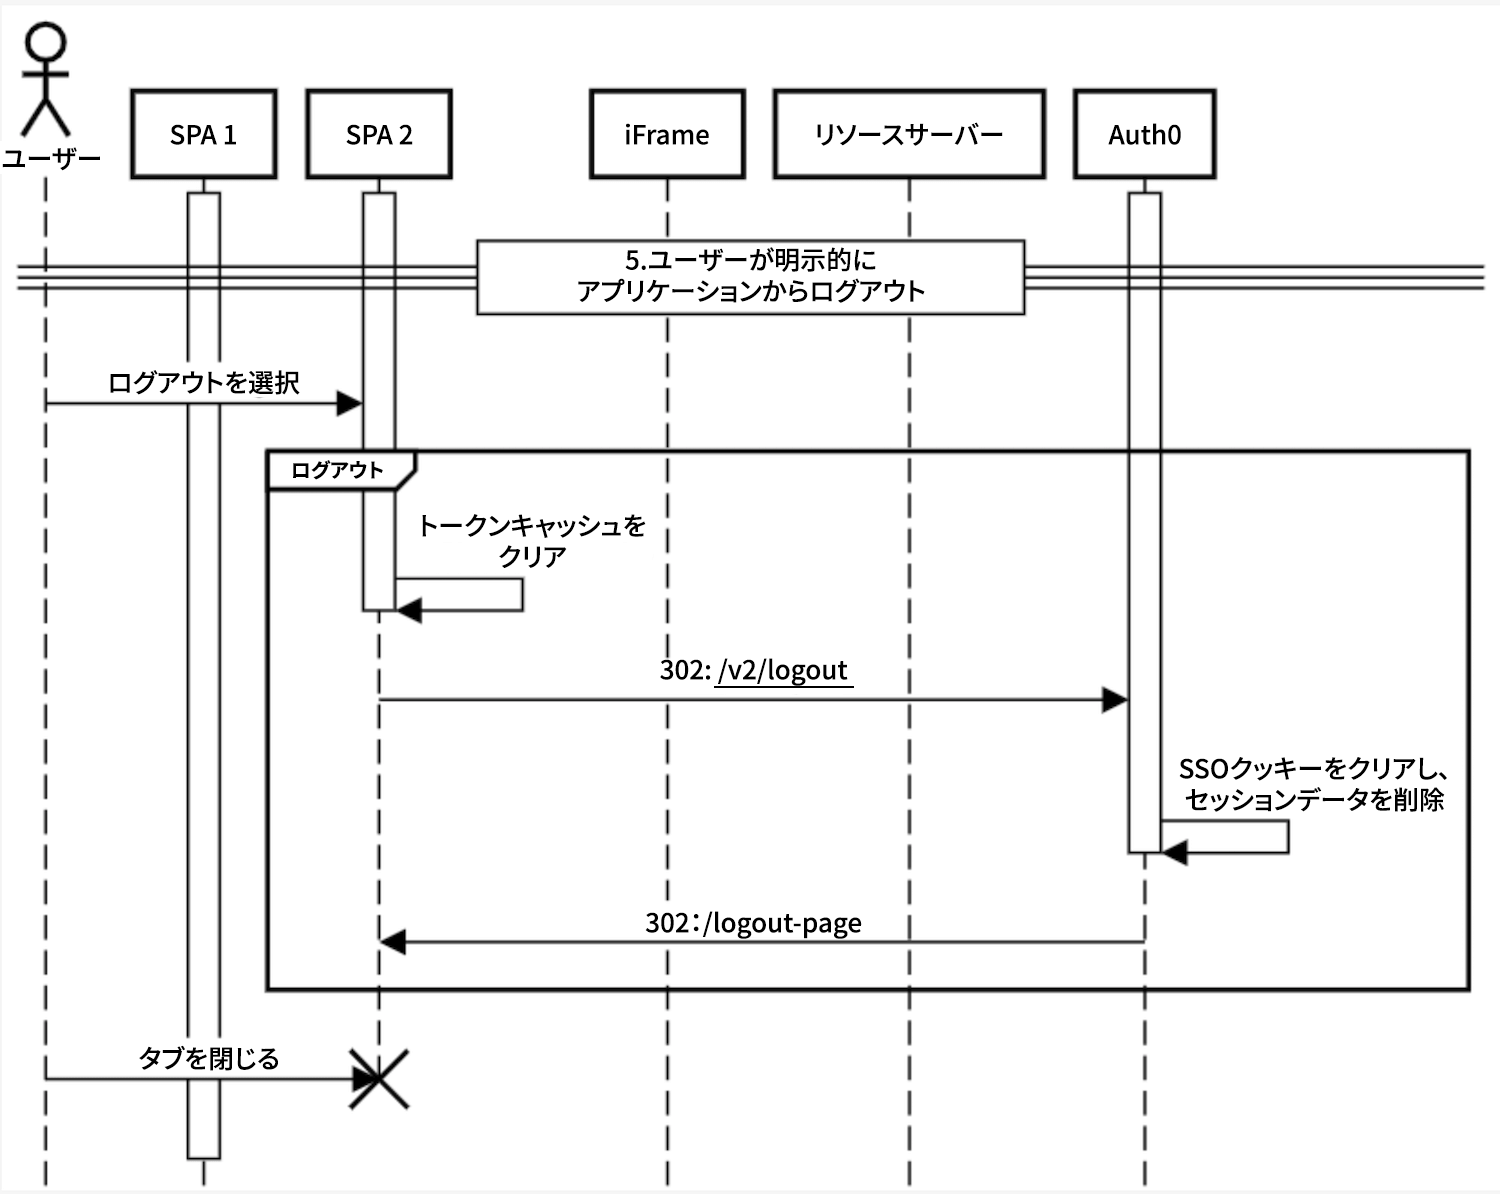 ユーザー
SPA 1
SPA 2
iFrame
リソースサーバー
Auth0
5.ユーザーが明示的に
アプリケーションからログアウト
ログアウトを選択
ログアウト
トークンキャッシュを
クリア
302: /v2/logout
SSOクッキーをクリアし、
セッションデータを削除
302:/logout-page
タブを閉じる